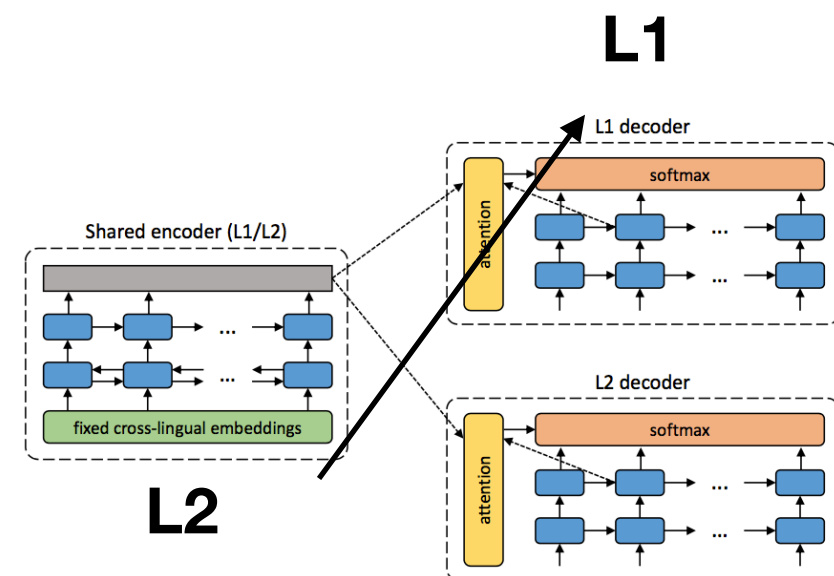 L1
L1 decoder
softmax
attention
...
...
Shared encoder (L1/L2)
...
...
fixed cross-lingual embeddings
L2
L2 decoder
softmax
attention
...
...